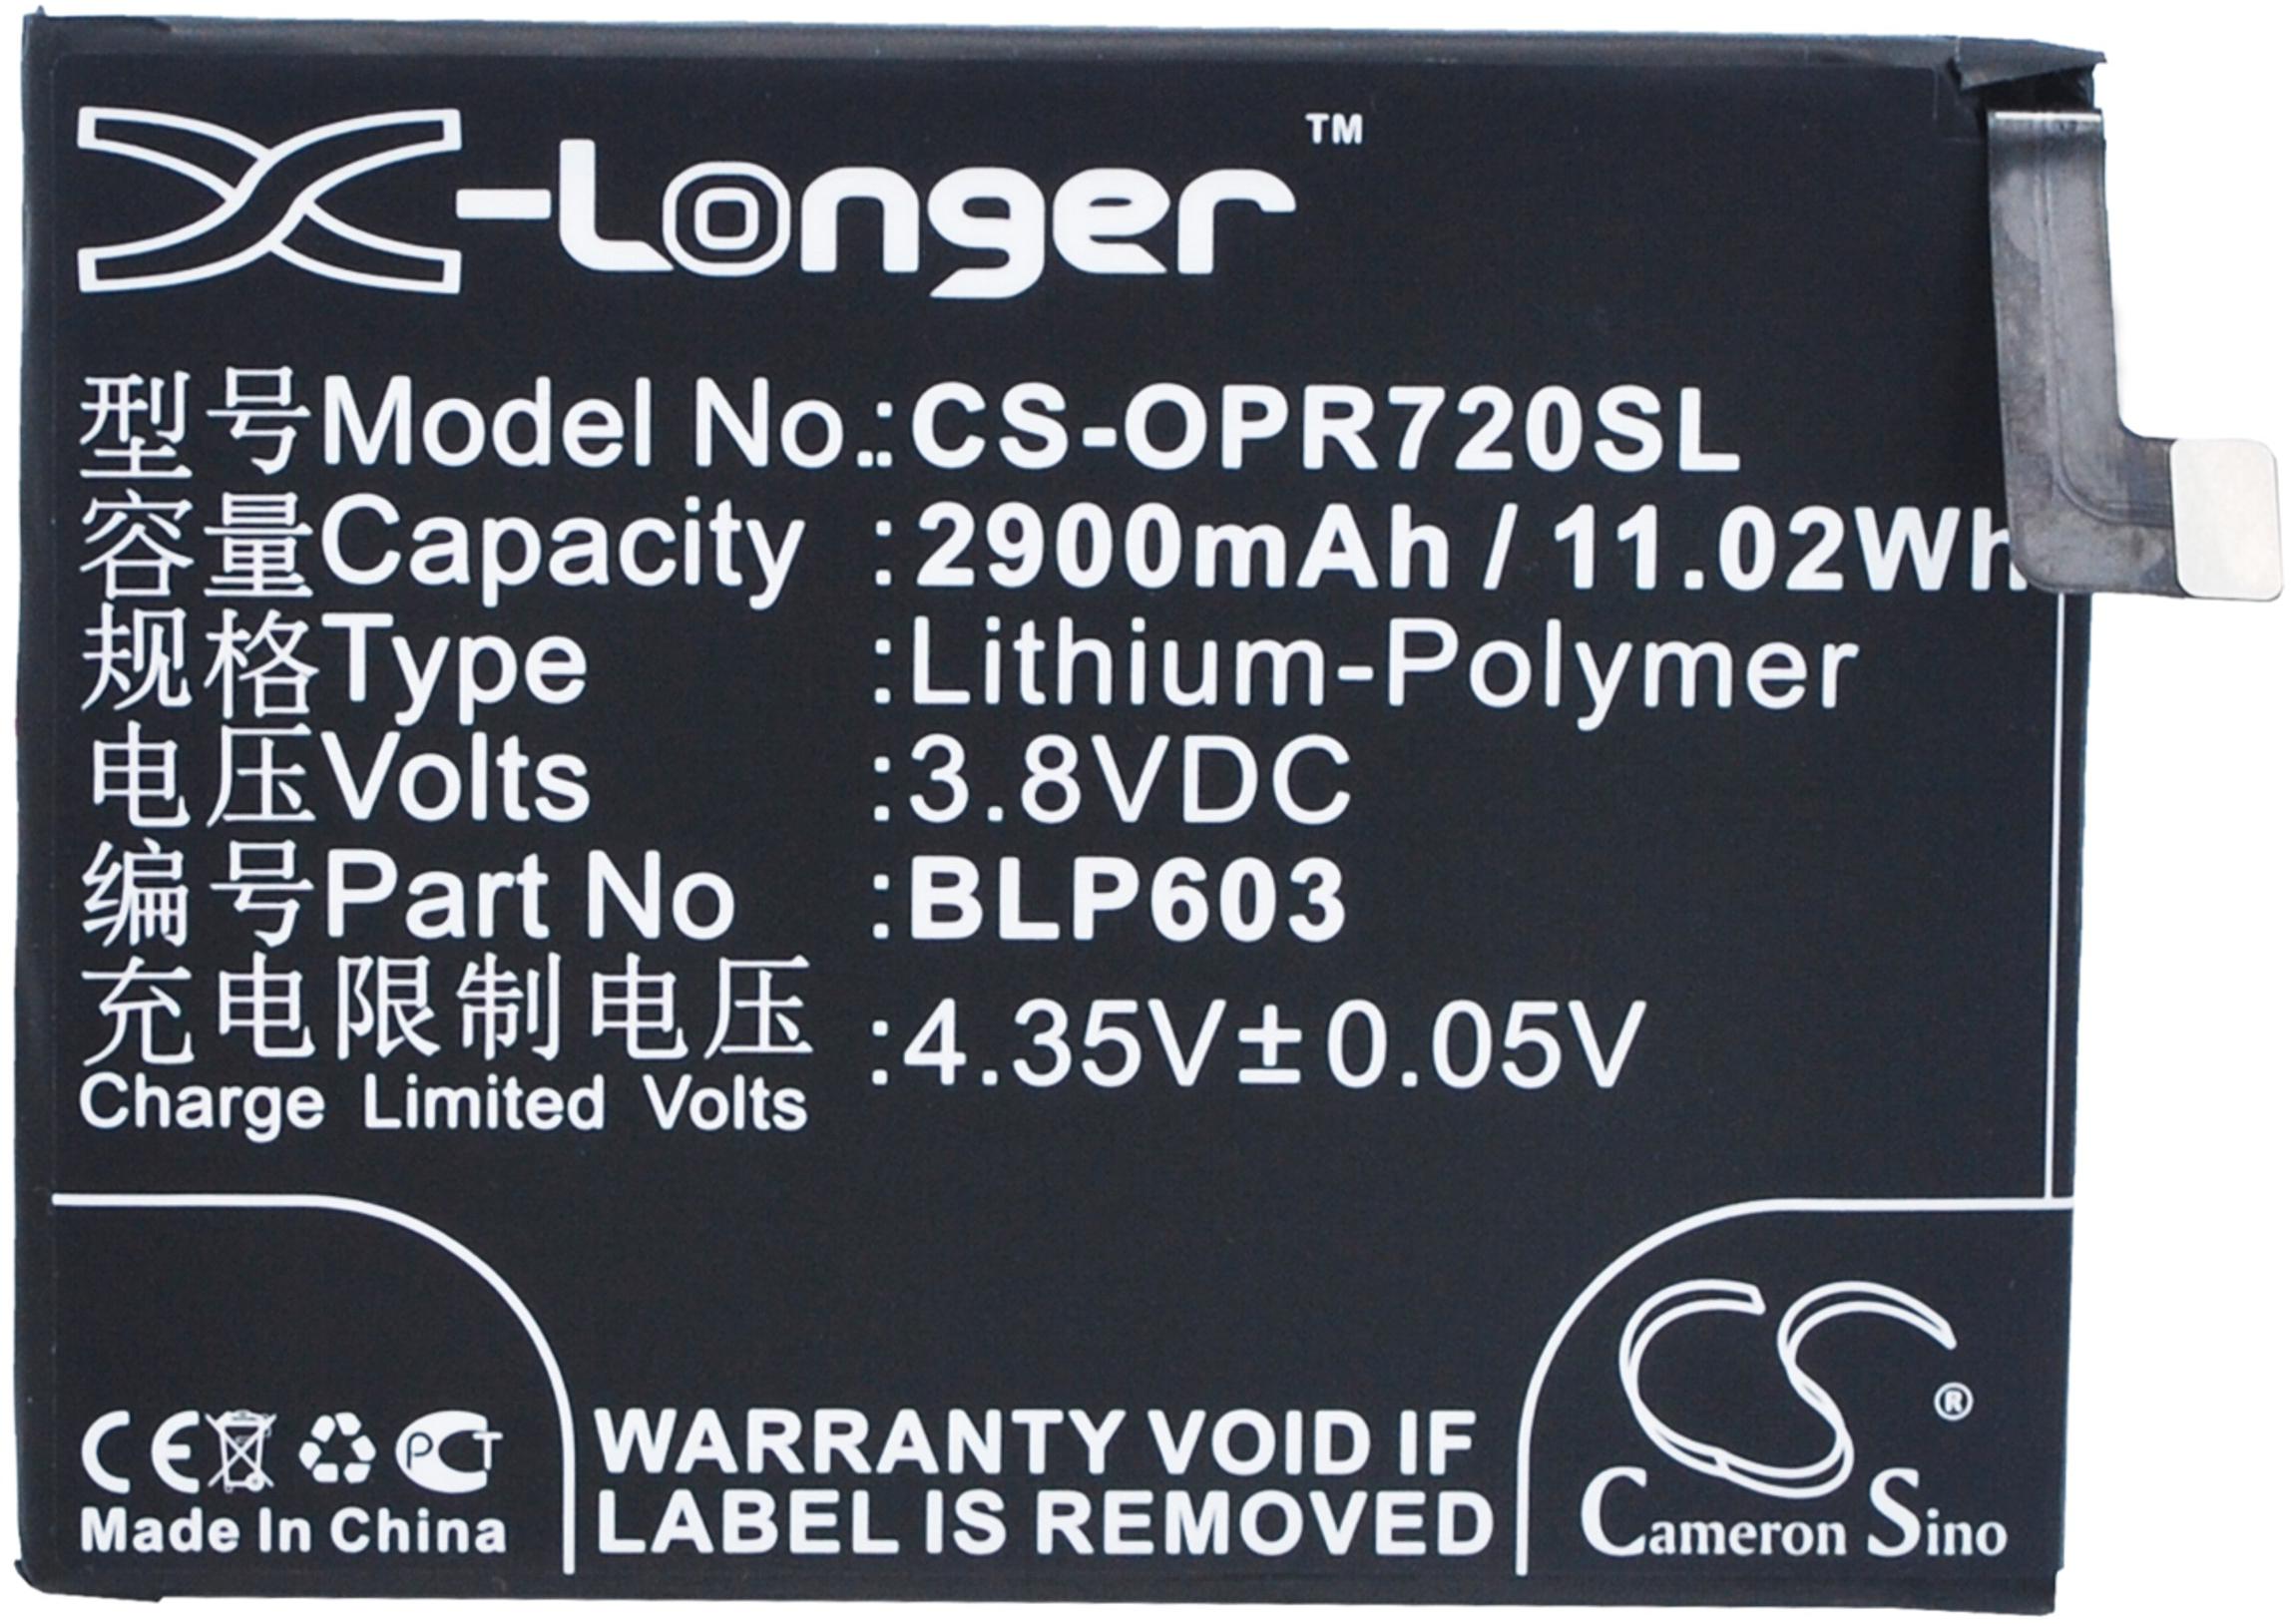 X-Longer™
型号Model No.:CS-OPR720SL
容量Capacity :2900mAh / 11.02Wh
规格Type :Lithium-Polymer
电压Volts :3.8VDC
编号Part No :BLP603
充电限制电压 :4.35V±0.05V
Charge Limited Volts
CE PCT
Made In China
WARRANTY VOID IF
LABEL IS REMOVED
CS ®
Cameron Sino